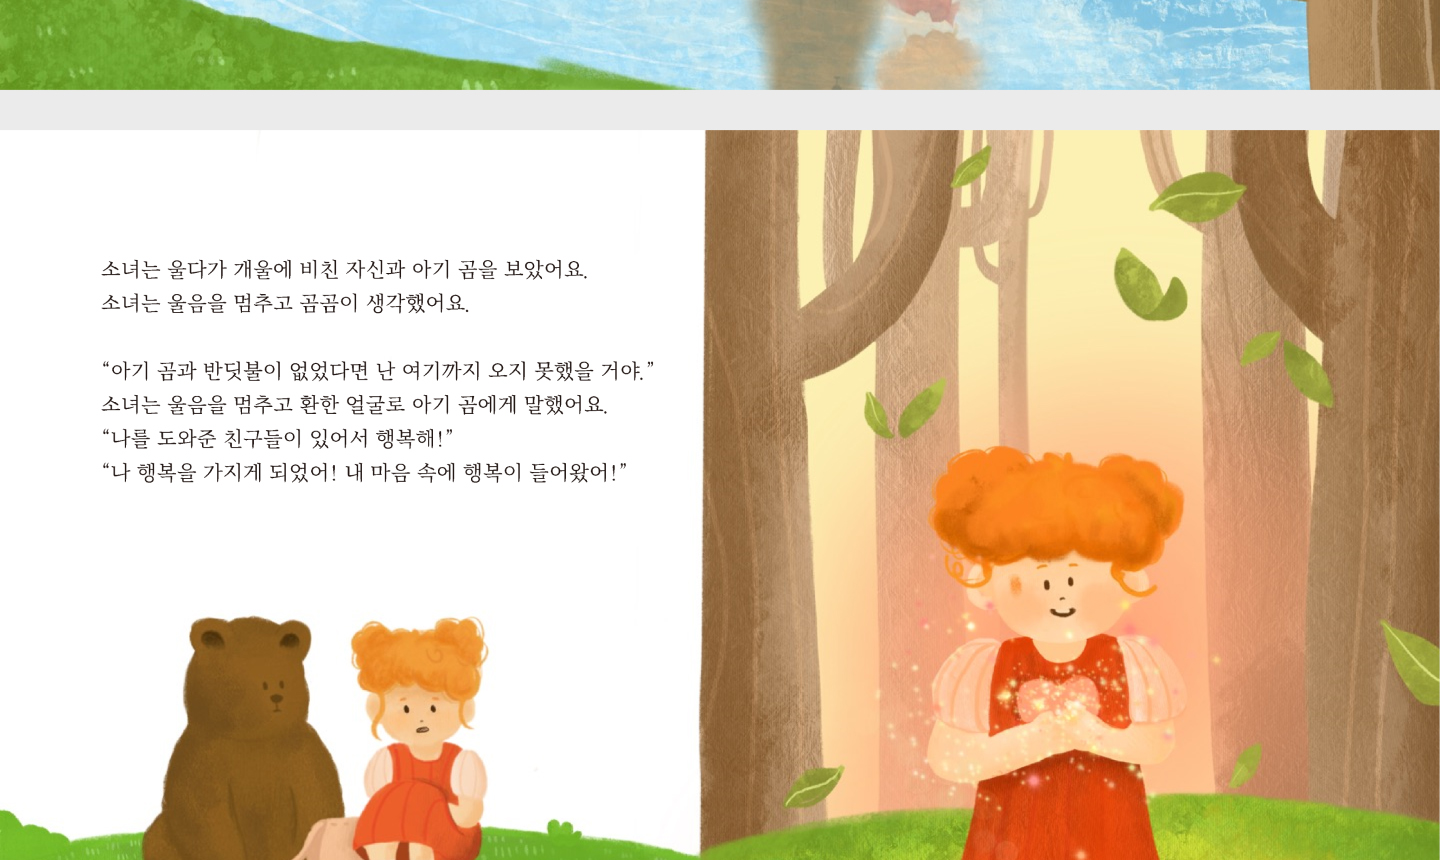 소녀는 울다가 개울에 비친 자신과 아기 곰을 보았어요.
소녀는 울음을 멈추고 곰곰이 생각했어요.
“아기 곰과 반딧불이 없었다면 난 여기까지 오지 못했을 거야.”
소녀는 울음을 멈추고 환한 얼굴로 아기 곰에게 말했어요.
“나를 도와준 친구들이 있어서 행복해!”
“나 행복을 가지게 되었어! 내 마음 속에 행복이 들어왔어!”